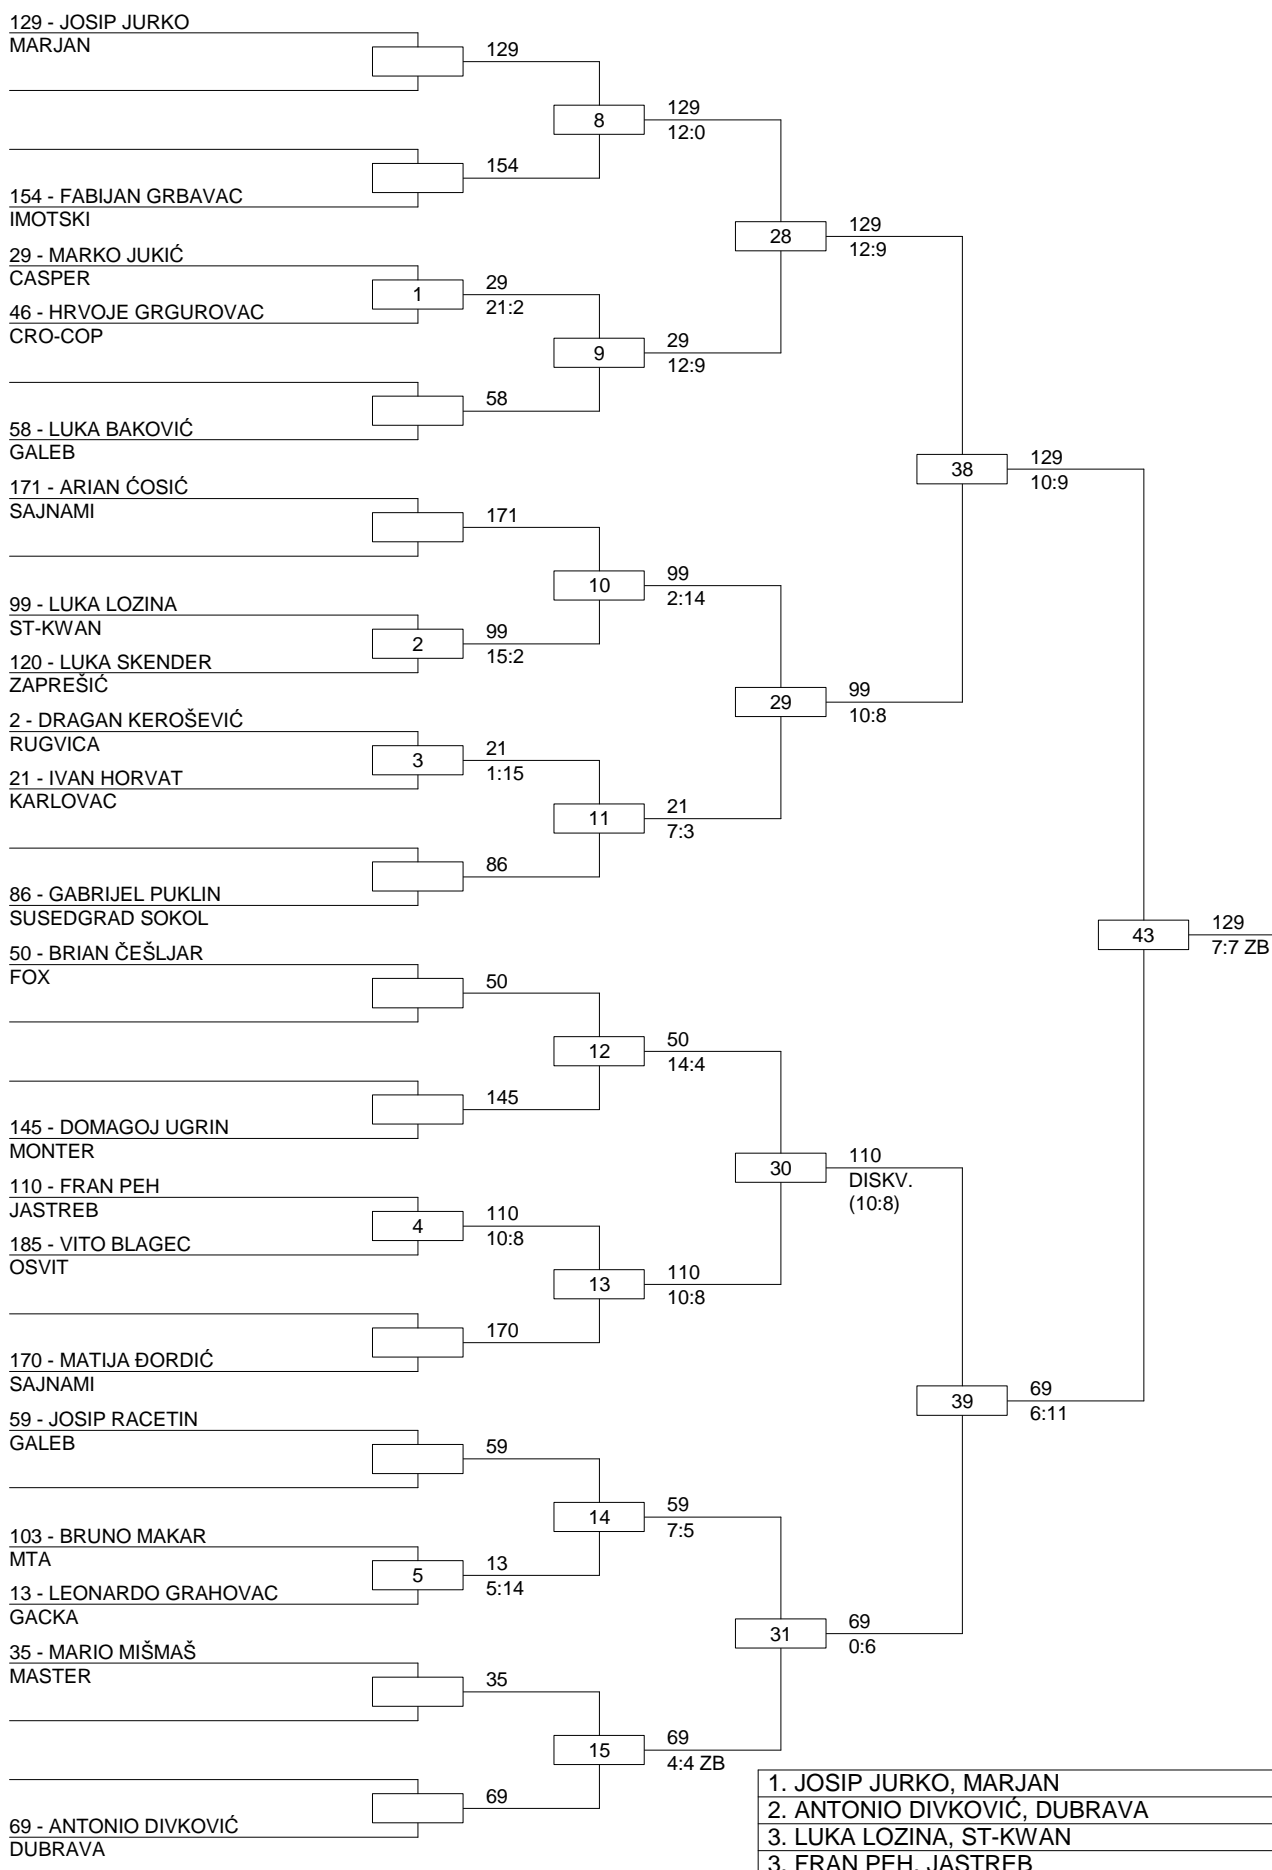 129 - JOSIP JURKO
MARJAN
129
129
12:0
8
154
154 - FABIJAN GRBAVAC
IMOTSKI
129
12:9
28
29 - MARKO JUKIĆ
CASPER
29
21:2
1
46 - HRVOJE GRGUROVAC
CRO-COP
29
12:9
9
58
58 - LUKA BAKOVIĆ
GALEB
129
10:9
38
171 - ARIAN ĆOSIĆ
SAJNAMI
171
99
2:14
10
99 - LUKA LOZINA
ST-KWAN
99
15:2
2
120 - LUKA SKENDER
ZAPREŠIĆ
99
10:8
29
2 - DRAGAN KEROŠEVIĆ
RUGVICA
21
1:15
3
21 - IVAN HORVAT
KARLOVAC
21
7:3
11
86
86 - GABRIJEL PUKLIN
SUSEDGRAD SOKOL
129
7:7 ZB
43
50 - BRIAN ČEŠLJAR
FOX
50
50
14:4
12
145
145 - DOMAGOJ UGRIN
MONTER
110
DISKV.
(10:8)
30
110 - FRAN PEH
JASTREB
110
10:8
4
185 - VITO BLAGEC
OSVIT
110
10:8
13
170
170 - MATIJA ĐORDIĆ
SAJNAMI
69
6:11
39
59 - JOSIP RACETIN
GALEB
59
59
7:5
14
103 - BRUNO MAKAR
MTA
13
5:14
5
13 - LEONARDO GRAHOVAC
GACKA
69
0:6
31
35 - MARIO MIŠMAŠ
MASTER
35
69
4:4 ZB
15
69
69 - ANTONIO DIVKOVIĆ
DUBRAVA
1. JOSIP JURKO, MARJAN
2. ANTONIO DIVKOVIĆ, DUBRAVA
3. LUKA LOZINA, ST-KWAN
3. FRAN PEH, JASTREB